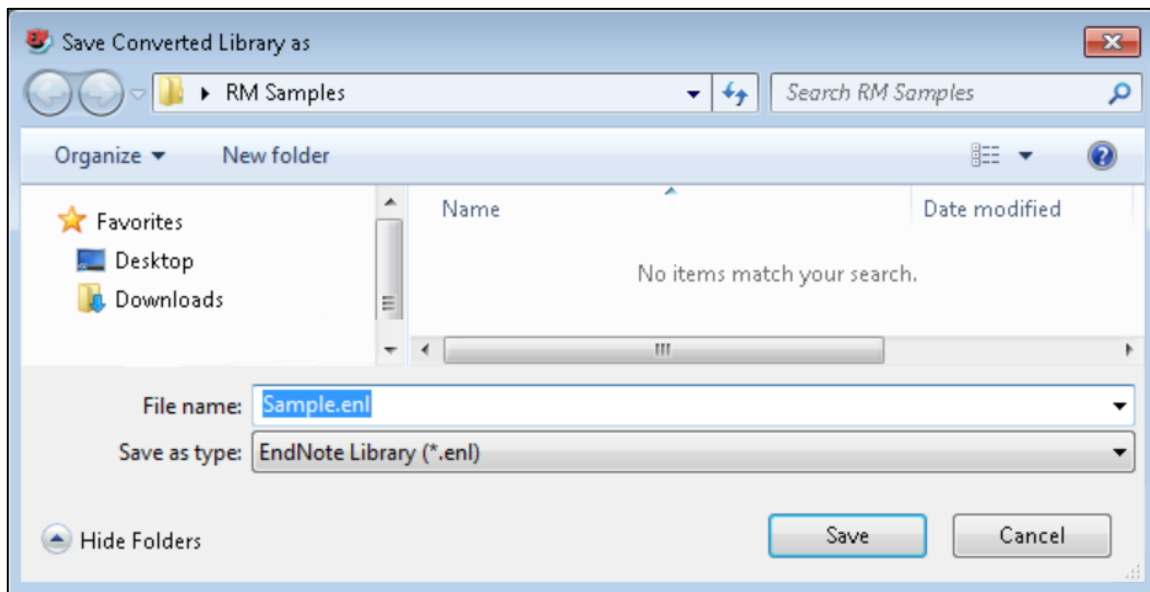 Save Converted Library as
RM Samples
Search RM Samples
Organize
New folder
Favorites
Desktop
Downloads
Name
Date modified
No items match your search.
File name: Sample.enl
Save as type: EndNote Library (*.enl)
Hide Folders
Save
Cancel